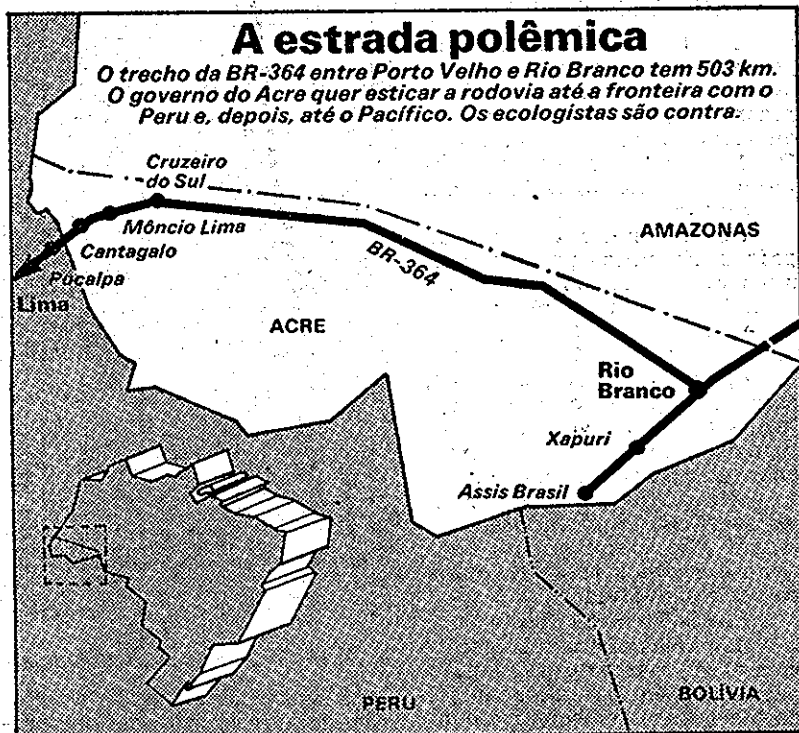 A estrada polêmica
O trecho da BR-364 entre Porto Velho e Rio Branco tem 503 km.
O governo do Acre quer esticar a rodovia até a fronteira com o
Peru e, depois, até o Pacífico. Os ecologistas são contra.
Cruzeiro
do Sul
Môncio Lima
Cantagalo
Pucalpa
Lima
BR-364
AMAZONAS
ACRE
Rio
Branco
Xapuri
Assis Brasil
PERU
BOLÍVIA